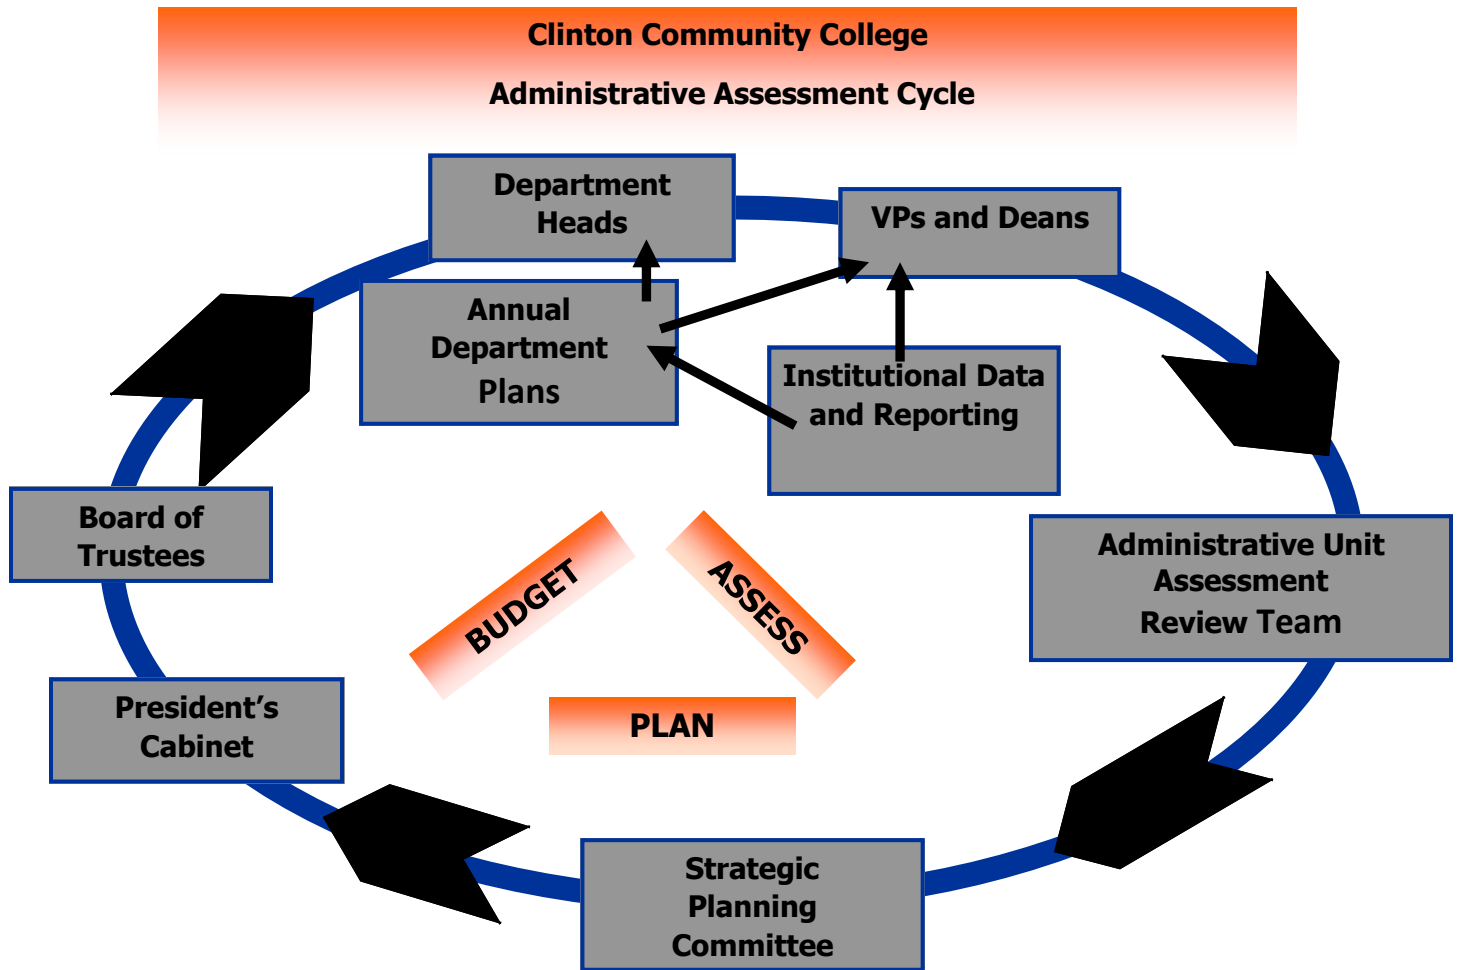 Clinton Community College
Administrative Assessment Cycle
Department
Heads
VPs and Deans
Annual
Department
Plans
Institutional Data
and Reporting
Board of
Trustees
Administrative Unit
Assessment
Review Team
BUDGET
ASSESS
PLAN
President’s
Cabinet
Strategic
Planning
Committee